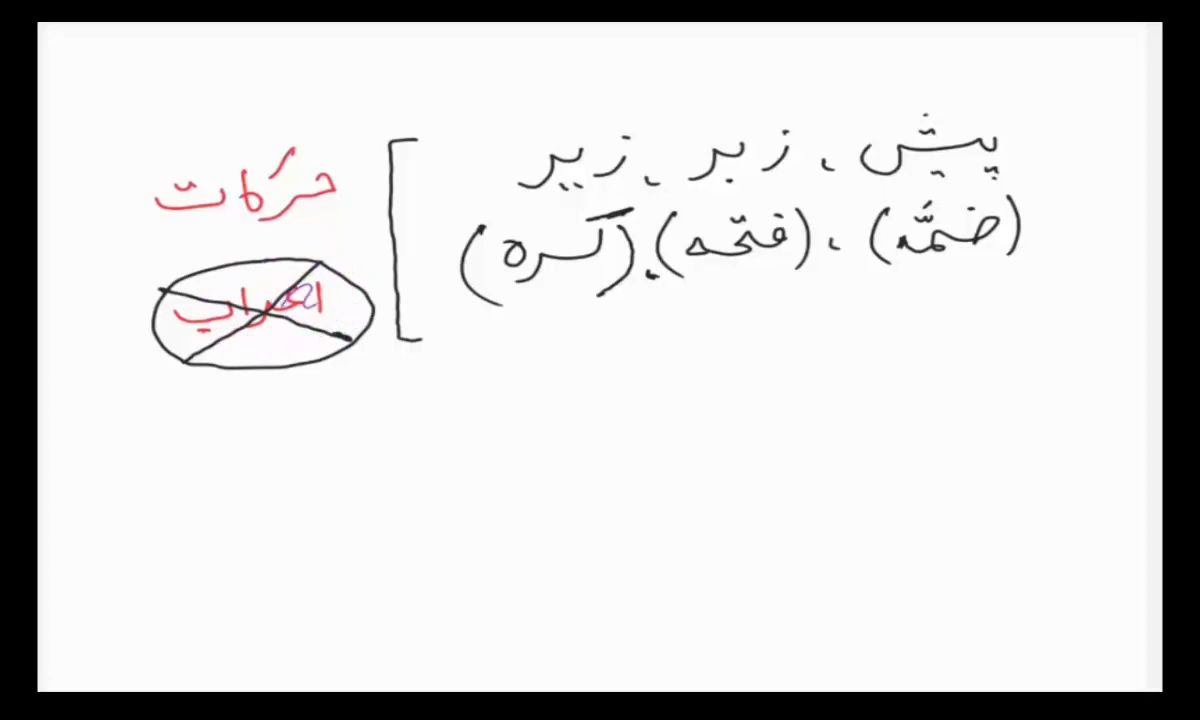 پیش ، زبر ، زیر
(ضمّہ) ، (فتحہ) ، (کسرہ)
حرکات
اعراب